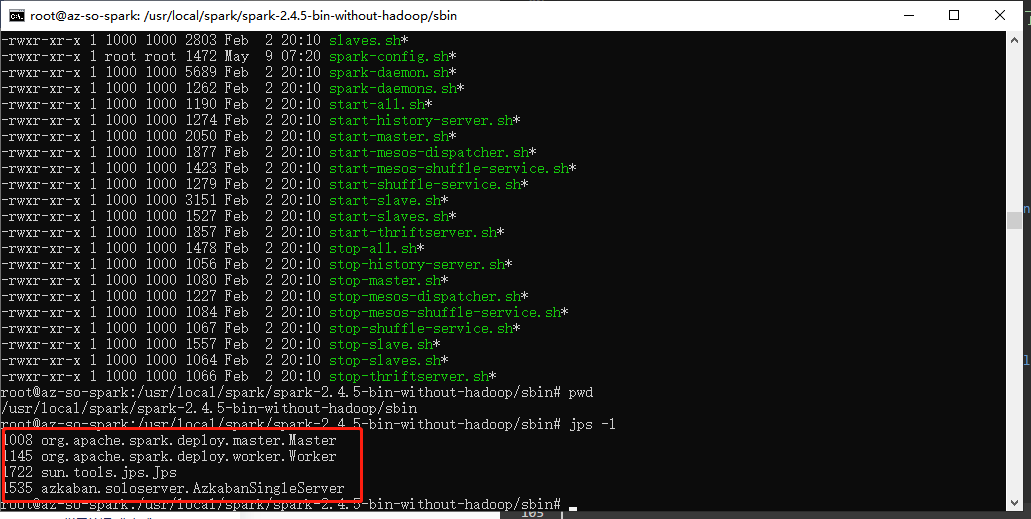 root@az-so-spark: /usr/local/spark/spark-2.4.5-bin-without-hadoop/sbin
-rwxr-xr-x 1 1000 1000 2803 Feb  2 20:10 slaves.sh*
-rwxr-xr-x 1 root root 1472 May  9 07:20 spark-config.sh*
-rwxr-xr-x 1 1000 1000 5689 Feb  2 20:10 spark-daemon.sh*
-rwxr-xr-x 1 1000 1000 1262 Feb  2 20:10 spark-daemons.sh*
-rwxr-xr-x 1 1000 1000 1190 Feb  2 20:10 start-all.sh*
-rwxr-xr-x 1 1000 1000 1274 Feb  2 20:10 start-history-server.sh*
-rwxr-xr-x 1 1000 1000 2050 Feb  2 20:10 start-master.sh*
-rwxr-xr-x 1 1000 1000 1877 Feb  2 20:10 start-mesos-dispatcher.sh*
-rwxr-xr-x 1 1000 1000 1423 Feb  2 20:10 start-mesos-shuffle-service.sh*
-rwxr-xr-x 1 1000 1000 1279 Feb  2 20:10 start-shuffle-service.sh*
-rwxr-xr-x 1 1000 1000 3151 Feb  2 20:10 start-slave.sh*
-rwxr-xr-x 1 1000 1000 1527 Feb  2 20:10 start-slaves.sh*
-rwxr-xr-x 1 1000 1000 1857 Feb  2 20:10 start-thriftserver.sh*
-rwxr-xr-x 1 1000 1000 1478 Feb  2 20:10 stop-all.sh*
-rwxr-xr-x 1 1000 1000 1056 Feb  2 20:10 stop-history-server.sh*
-rwxr-xr-x 1 1000 1000 1080 Feb  2 20:10 stop-master.sh*
-rwxr-xr-x 1 1000 1000 1227 Feb  2 20:10 stop-mesos-dispatcher.sh*
-rwxr-xr-x 1 1000 1000 1084 Feb  2 20:10 stop-mesos-shuffle-service.sh*
-rwxr-xr-x 1 1000 1000 1067 Feb  2 20:10 stop-shuffle-service.sh*
-rwxr-xr-x 1 1000 1000 1557 Feb  2 20:10 stop-slave.sh*
-rwxr-xr-x 1 1000 1000 1064 Feb  2 20:10 stop-slaves.sh*
-rwxr-xr-x 1 1000 1000 1066 Feb  2 20:10 stop-thriftserver.sh*
root@az-so-spark:/usr/local/spark/spark-2.4.5-bin-without-hadoop/sbin# pwd
/usr/local/spark/spark-2.4.5-bin-without-hadoop/sbin
root@az-so-spark:/usr/local/spark/spark-2.4.5-bin-without-hadoop/sbin# jps -l
1008 org.apache.spark.deploy.master.Master
1145 org.apache.spark.deploy.worker.Worker
1722 sun.tools.jps.Jps
1535 azkaban.soloserver.AzkabanSingleServer
root@az-so-spark:/usr/local/spark/spark-2.4.5-bin-without-hadoop/sbin#